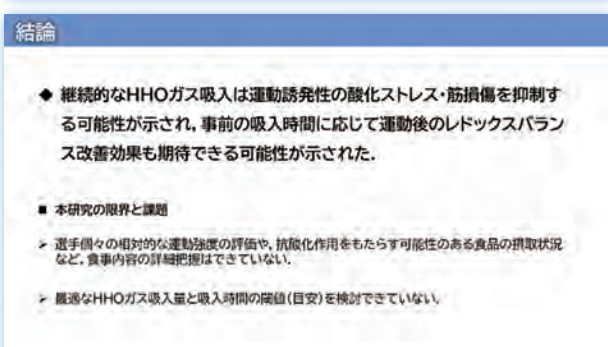 結論
◆ 継続的なHHOガス吸入は運動誘発性の酸化ストレス・筋損傷を抑制す
る可能性が示され，事前の吸入時間に応じて運動後のレドックスバラン
ス改善効果も期待できる可能性が示された．
■ 本研究の限界と課題
➢ 選手個々の相対的な運動強度の評価や，抗酸化作用をもたらす可能性のある食品の摂取状況
など，食事内容の詳細把握はできていない．
➢ 最適なHHOガス吸入量と吸入時間の閾値(目安)を検討できていない．